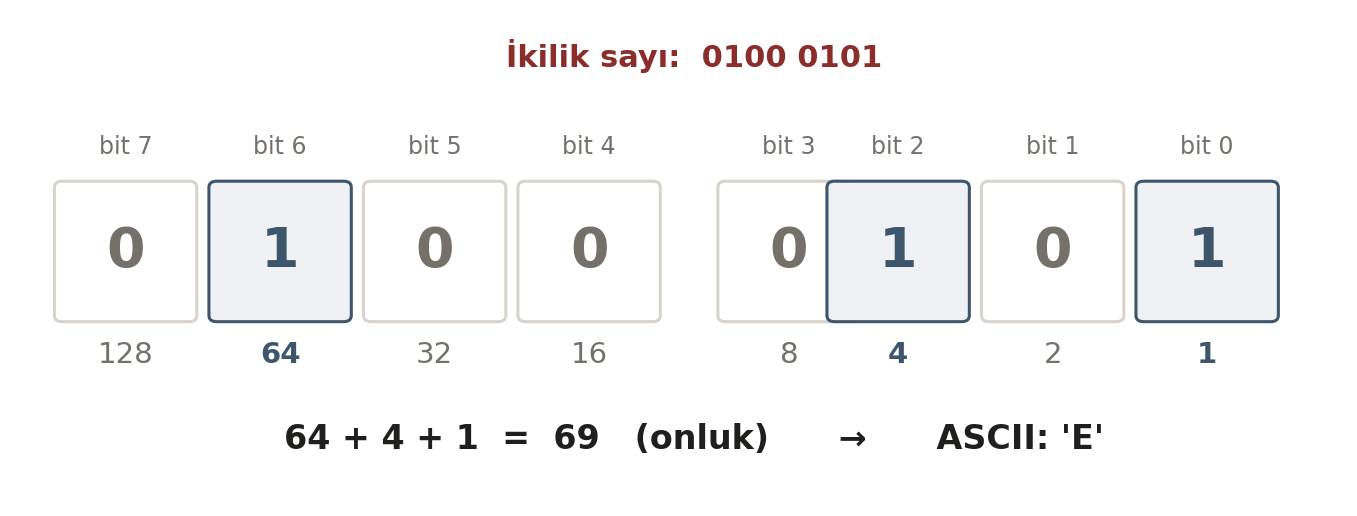 İkilik sayı: 0100 0101
bit 7 bit 6 bit 5 bit 4 bit 3 bit 2 bit 1 bit 0
0 1 0 0 0 1 0 1
128 64 32 16 8 4 2 1
64 + 4 + 1 = 69 (onluk) → ASCII: 'E'